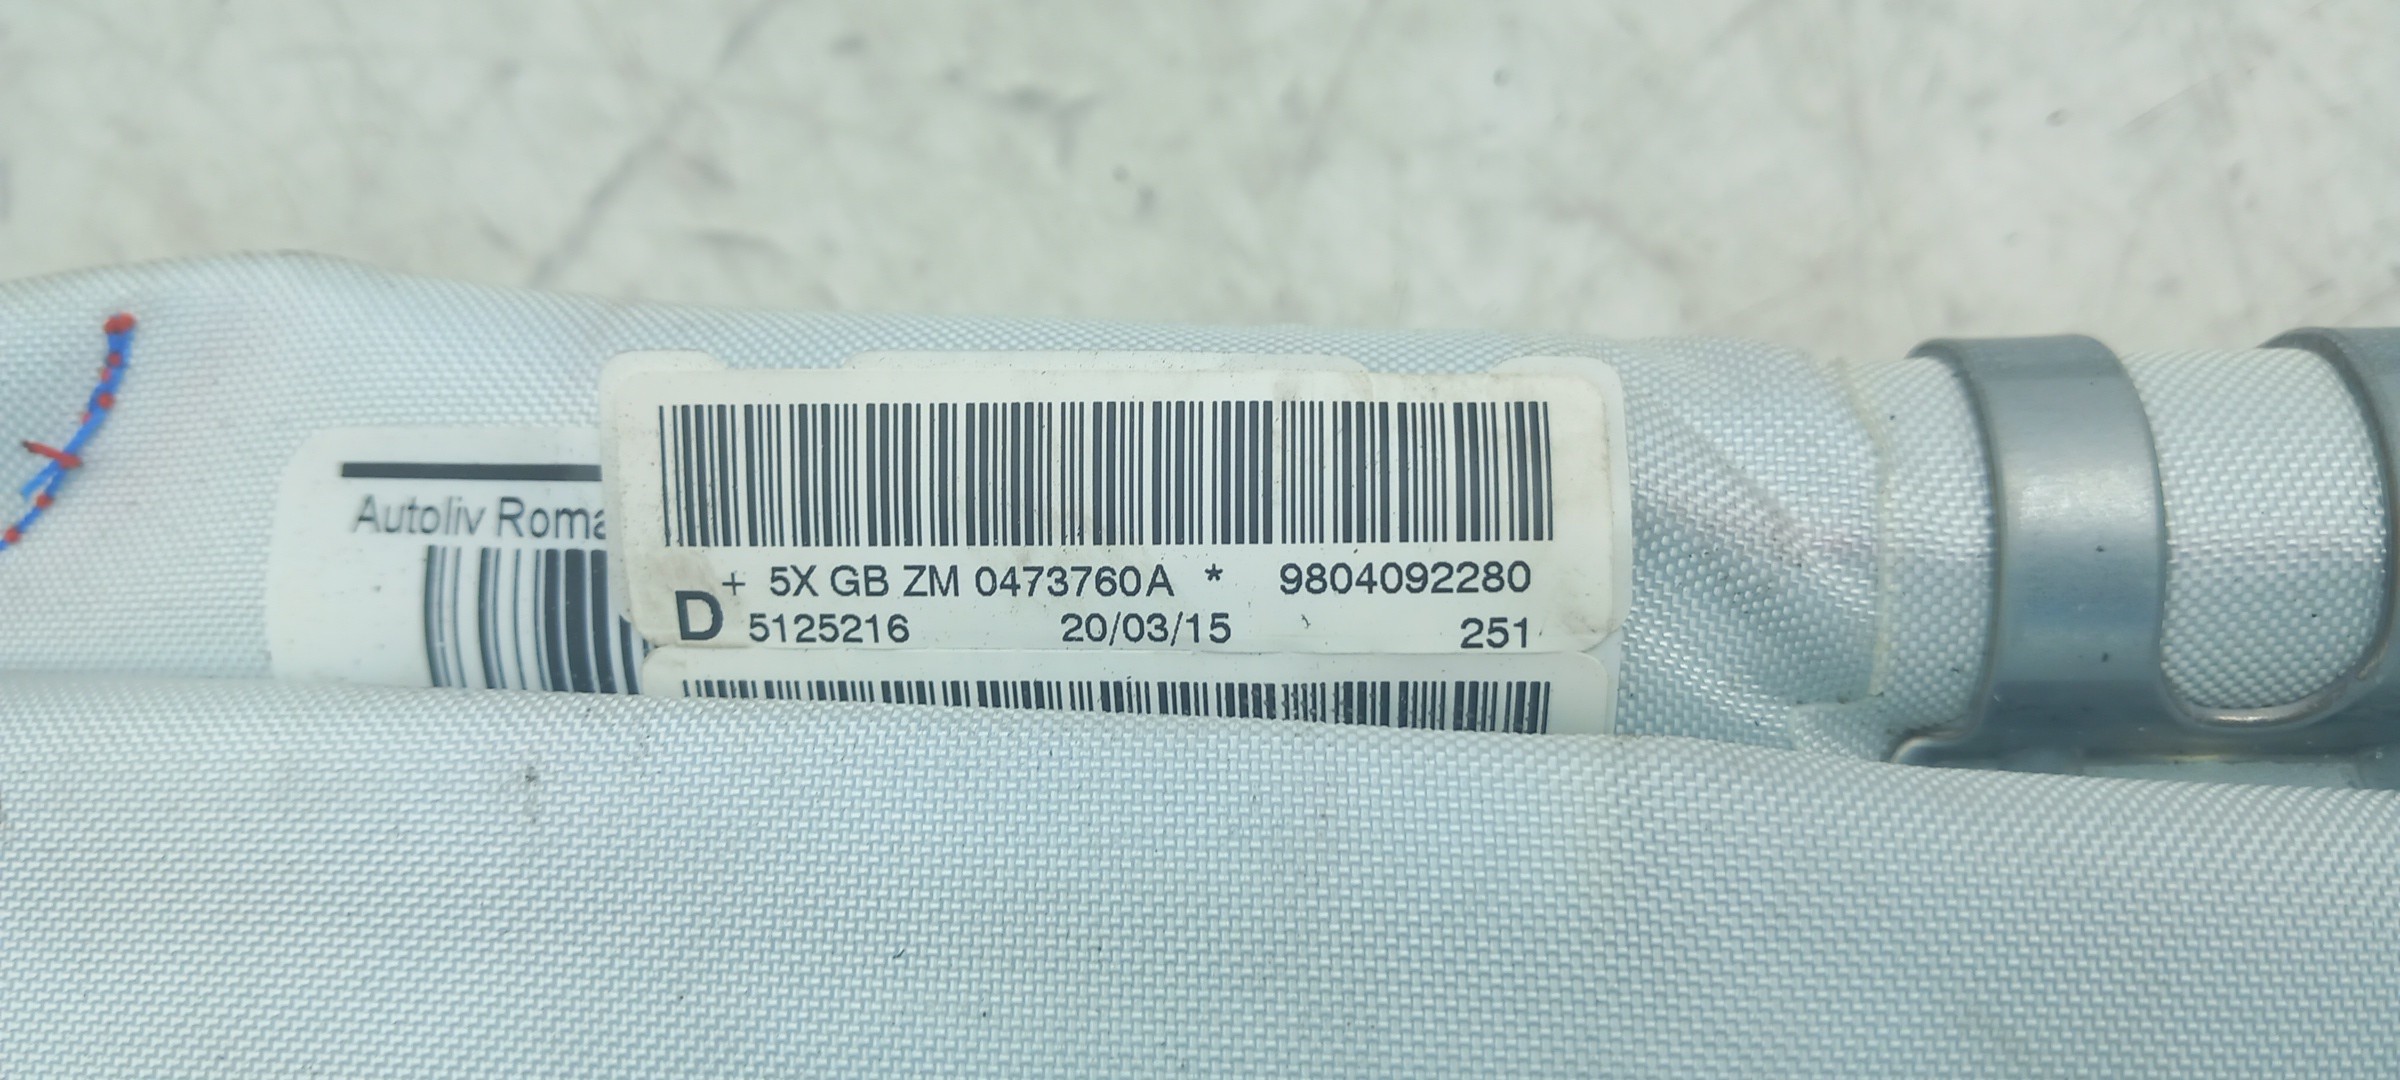 Autoliv Roma
+ 5X GB ZM 0473760A * 9804092280
D 5125216 20/03/15 251